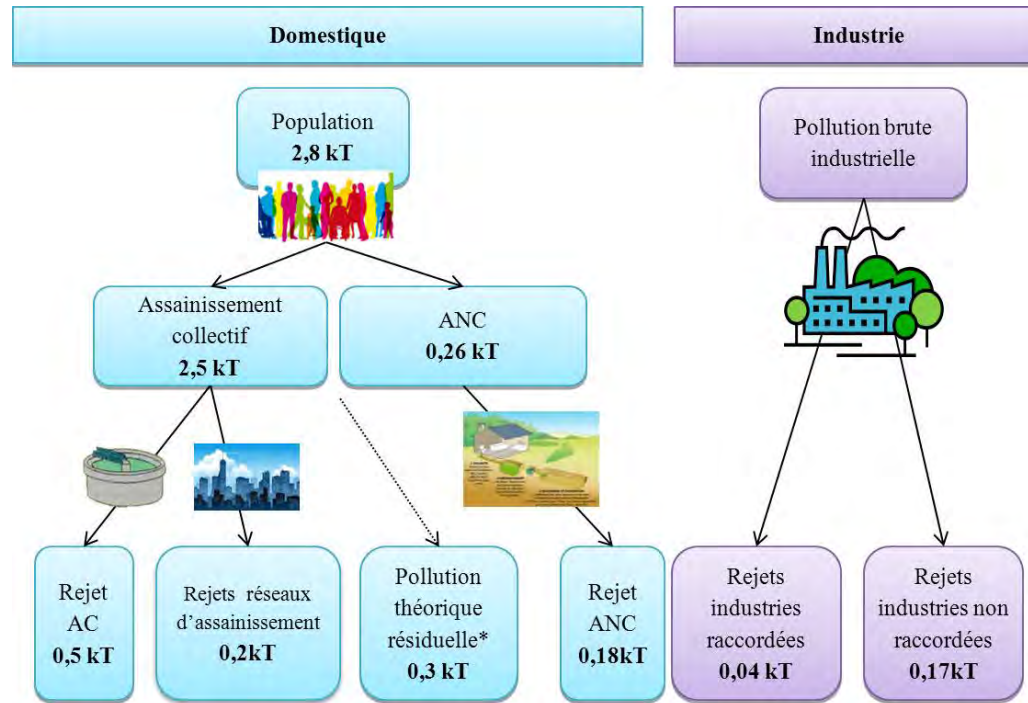 Domestique
Industrie
Population
2,8 kT
Pollution brute
industrielle
Assainissement
collectif
2,5 kT
ANC
0,26 kT
Rejet
AC
0,5 kT
Rejets réseaux
d'assainissement
0,2kT
Pollution
théorique
résiduelle*
0,3 kT
Rejet
ANC
0,18kT
Rejets
industries
raccordées
0,04 kT
Rejets
industries non
raccordées
0,17kT